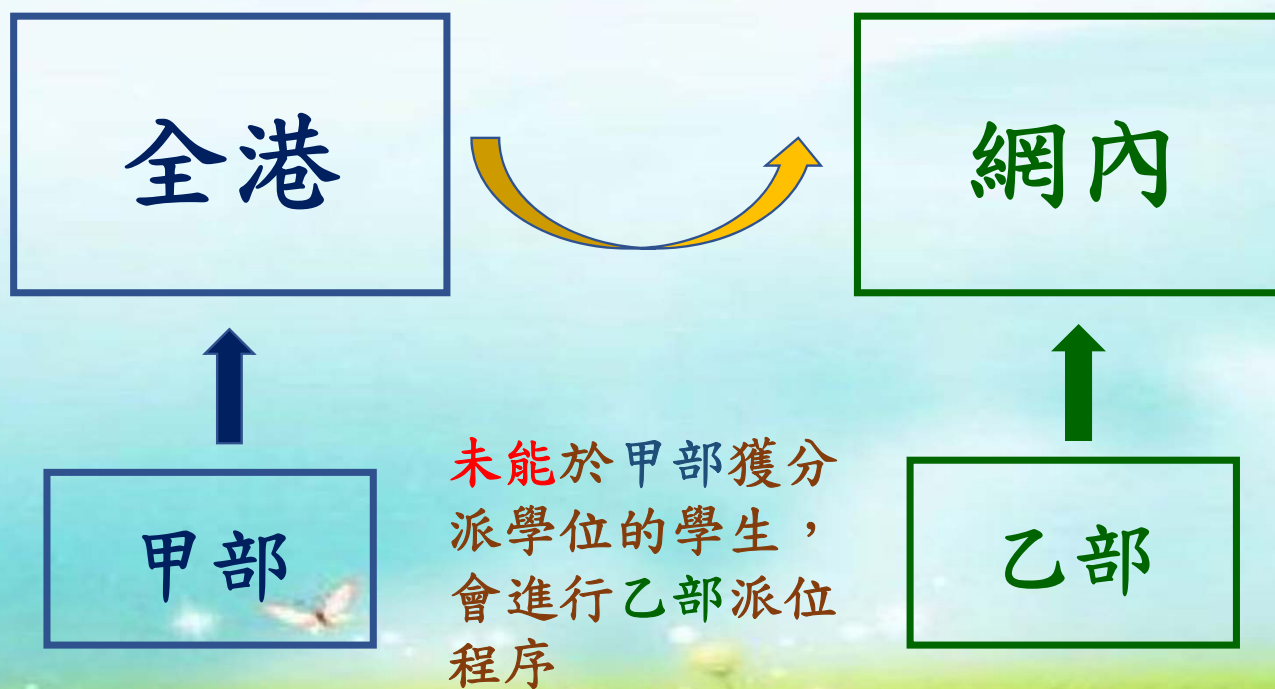 全港
網內
甲部
未能於甲部獲分
派學位的學生，
會進行乙部派位
程序
乙部